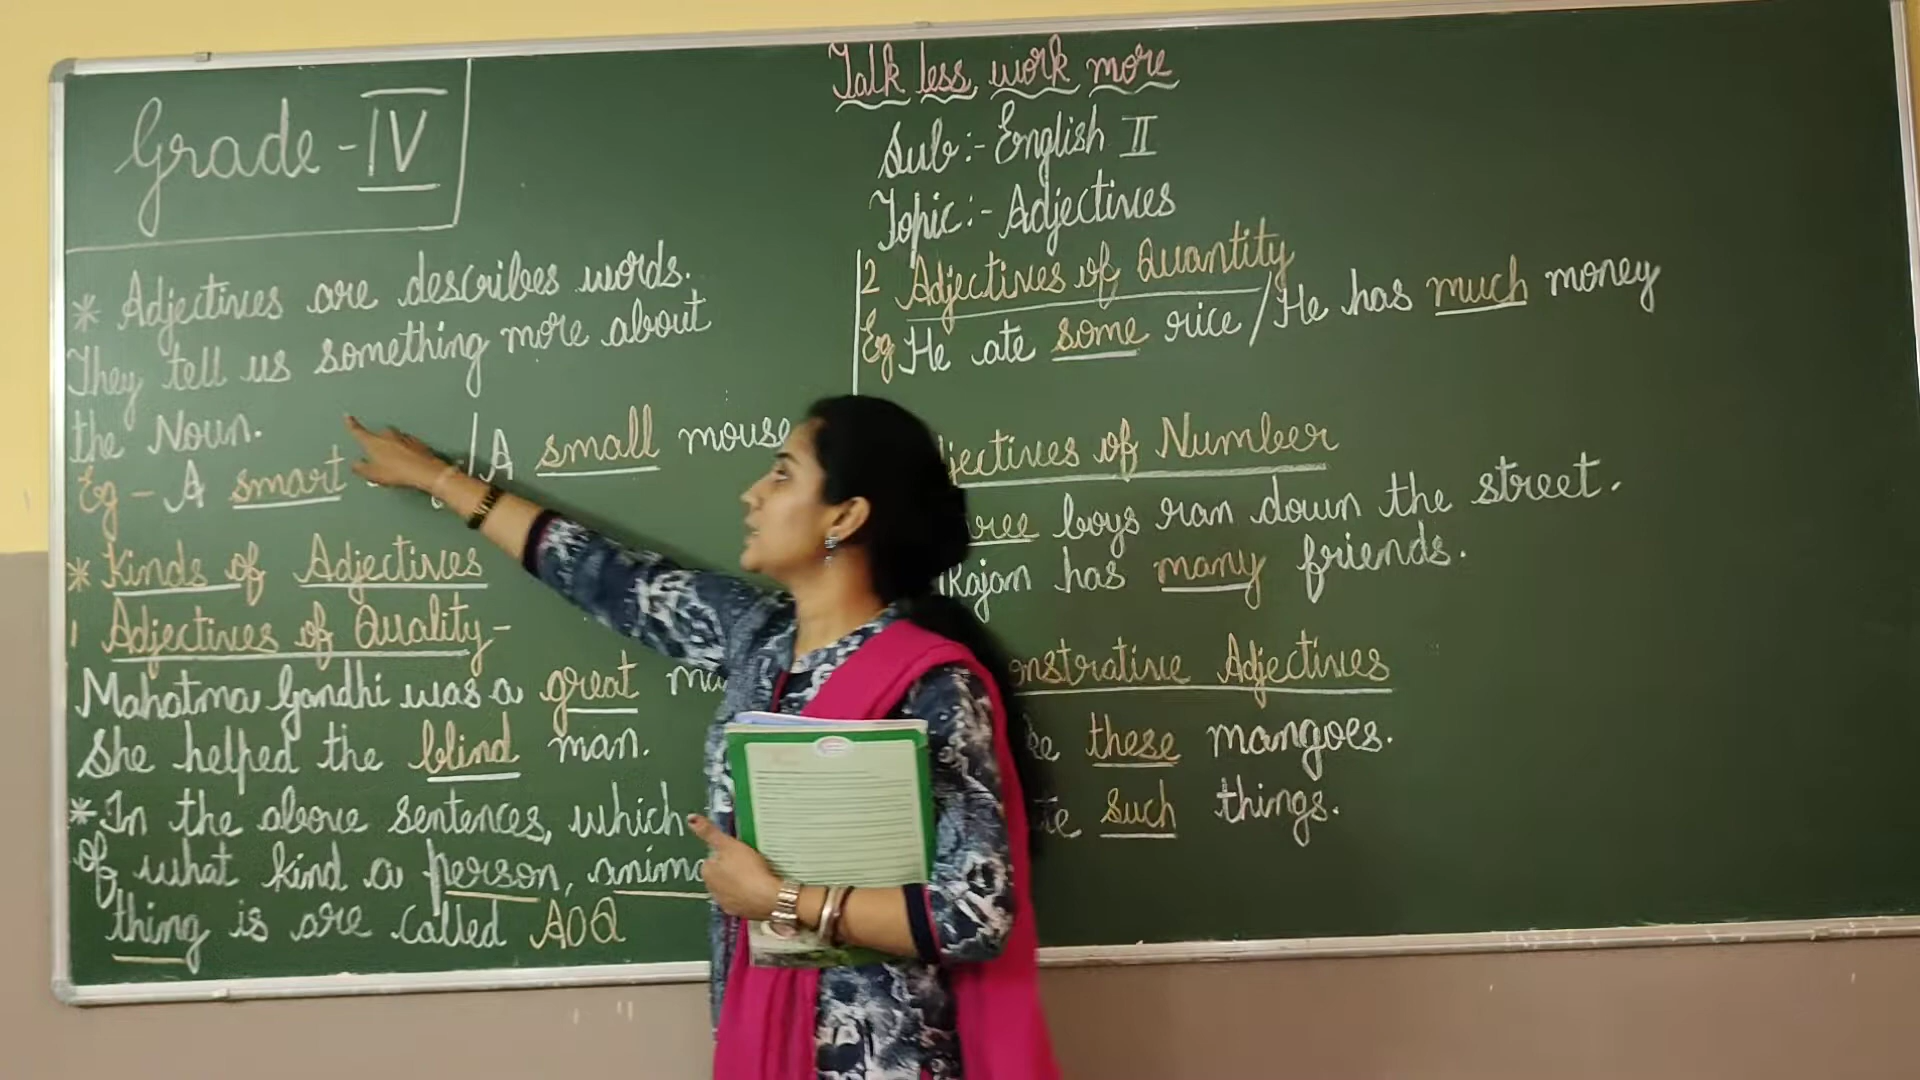 Talk less, work more
Grade - IV
Sub:- English II
Topic:- Adjectives
* Adjectives are describes words.
They tell us something more about
the Noun.
Eg - A smart / A small mouse
* Kinds of Adjectives
1 Adjectives of Quality -
Mahatma Gandhi was a great
She helped the blind man.
* In the above sentences, which
of what kind a person,
thing is are called AOQ
2 Adjectives of Quantity
Eg He ate some rice / He has much money
of Number
boys ran down the street.
Rajan has many friends.
Adjectives
these mangoes.
such things.